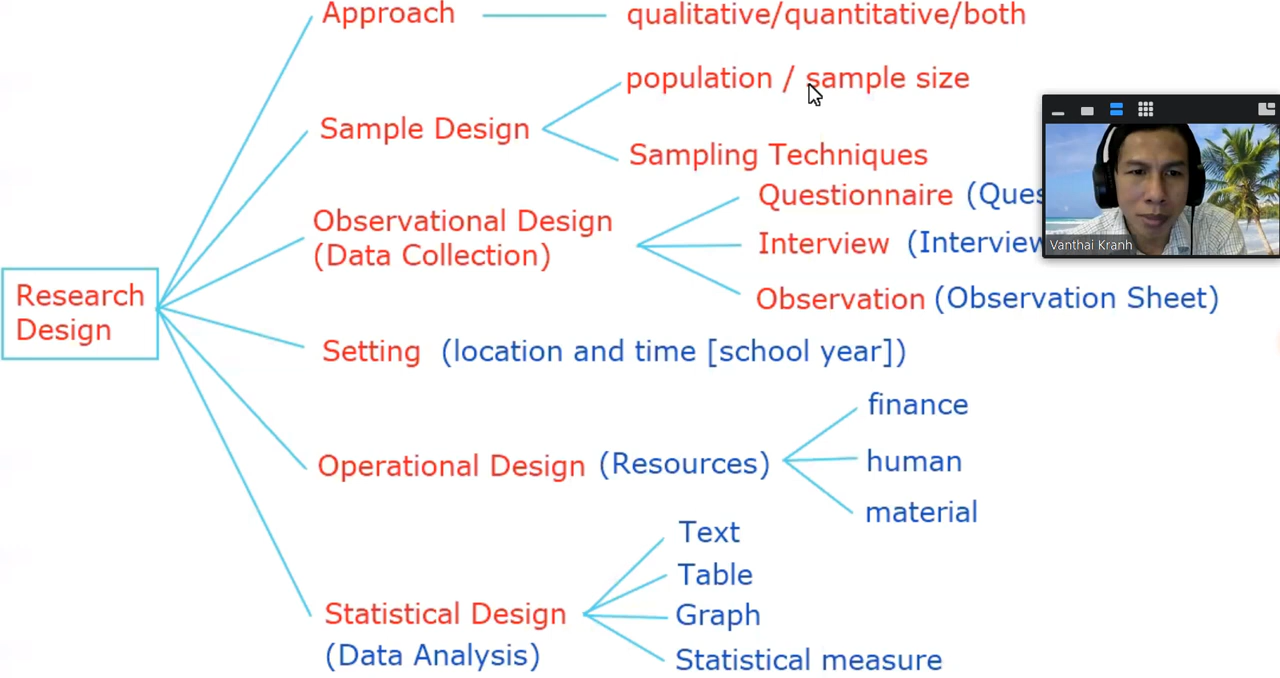 Approach
qualitative/quantitative/both
population / sample size
Sample Design
Sampling Techniques
Questionnaire
Observational Design
(Data Collection)
Interview
Vanthai Kranh
Observation (Observation Sheet)
Research
Design
Setting (location and time [school year])
finance
Operational Design (Resources)
human
material
Text
Table
Statistical Design
Graph
(Data Analysis)
Statistical measure